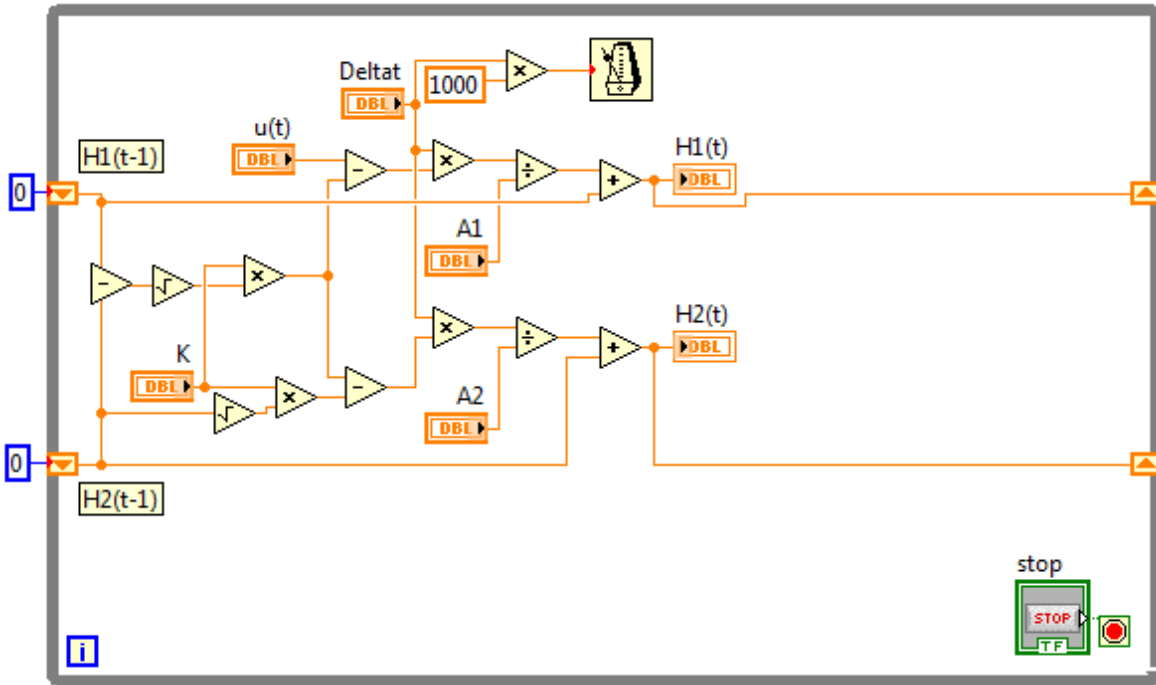 Deltat
1000
DBL
u(t)
DBL
H1(t-1)
H1(t)
DBL
0
A1
DBL
H2(t)
DBL
K
DBL
A2
DBL
0
H2(t-1)
stop
STOP
TF
i